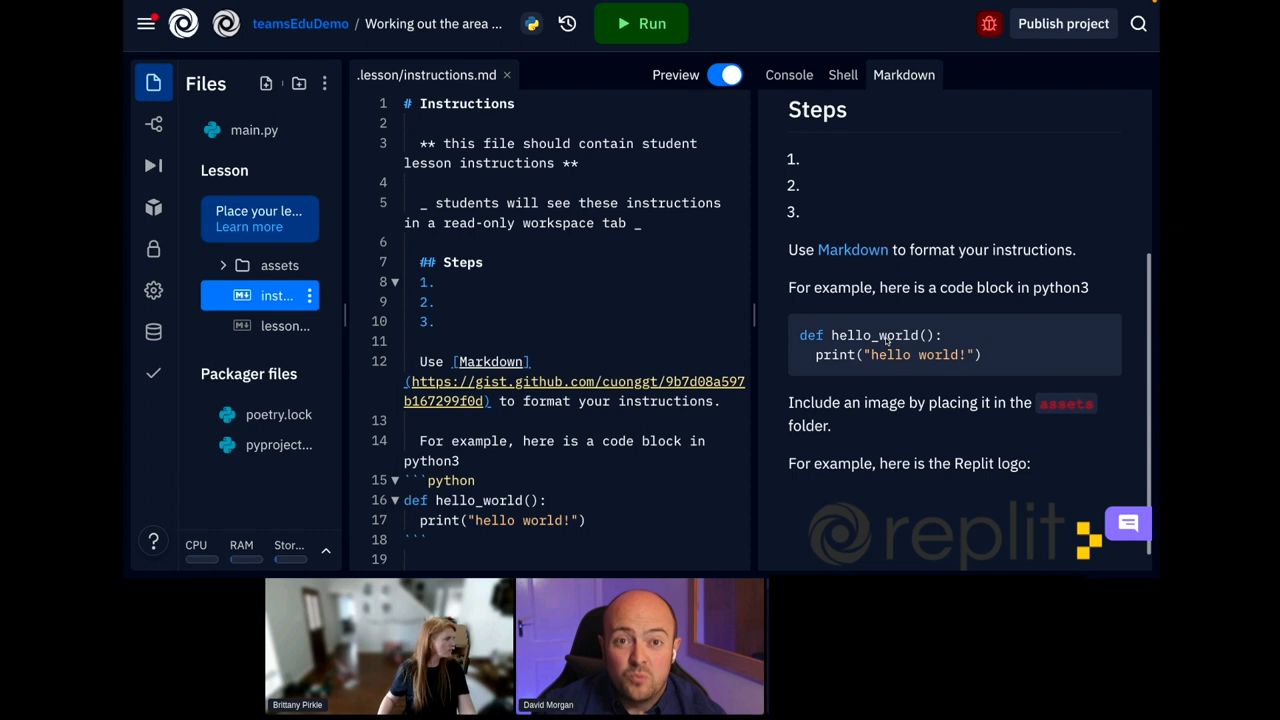 teamsEduDemo / Working out the area ...
Run
Publish project
Files
main.py
Lesson
Place your le...
Learn more
assets
inst...
lesson...
Packager files
poetry.lock
pyproject...
?
CPU RAM Stor...
.lesson/instructions.md ×
Preview
1 # Instructions
2
3 ** this file should contain student
lesson instructions **
4
5 _ students will see these instructions
in a read-only workspace tab _
6
7 ## Steps
8 1.
9 2.
10 3.
11
12 Use [Markdown]
(https://gist.github.com/cuonggt/9b7d08a597
b167299f0d) to format your instructions.
13
14 For example, here is a code block in
python3
15 ```python
16 def hello_world():
17 print("hello world!")
18 ```
19
Console Shell Markdown
Steps
1.
2.
3.
Use Markdown to format your instructions.
For example, here is a code block in python3
def hello_world():
print("hello world!")
Include an image by placing it in the assets
folder.
For example, here is the Replit logo:
replit
Brittany Pirkle
David Morgan